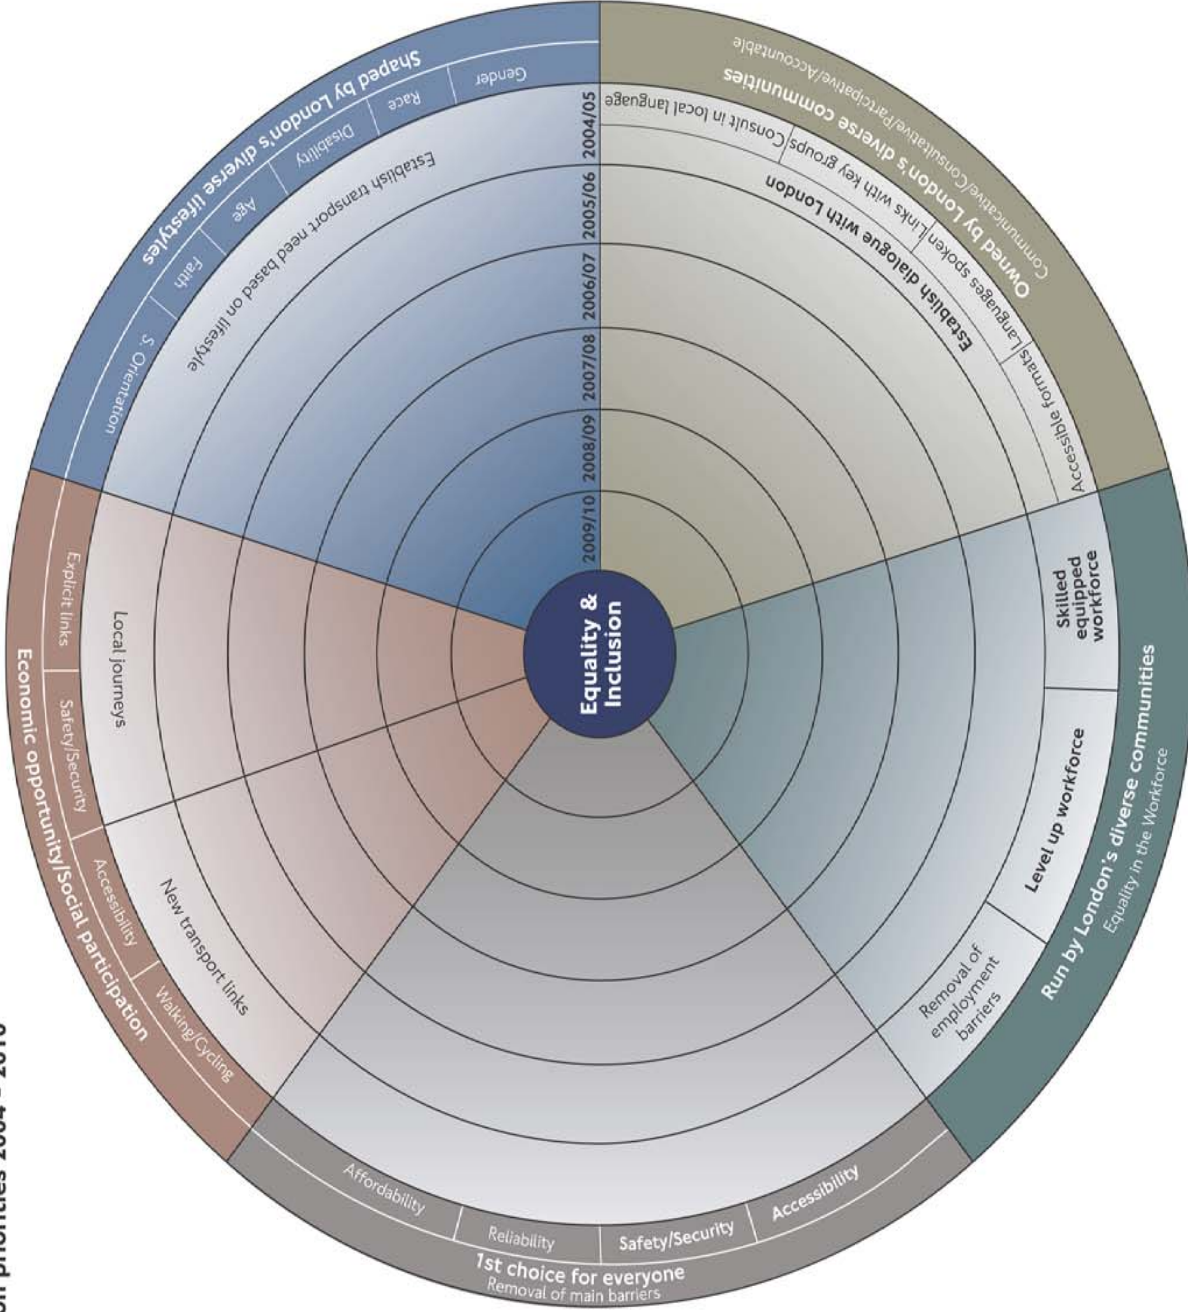 priorities 2004 - 2010
Equality &
Inclusion
2004/05
2005/06
2006/07
2007/08
2008/09
2009/10
Owned by London's diverse communities
Communicative/Consultative/Participative/Accountable
Consult in local language
Links with key groups
Languages spoken
Accessible formats
Establish dialogue with London
Run by London's diverse communities
Equality in the Workforce
Skilled
equipped
workforce
Level up workforce
Removal of
employment
barriers
1st choice for everyone
Removal of main barriers
Accessibility
Safety/Security
Reliability
Affordability
Economic opportunity/Social participation
Explicit links
Safety/Security
Accessibility
Walking/Cycling
Local journeys
New transport links
Shaped by London's diverse lifestyles
S. Orientation
Faith
Age
Disability
Race
Gender
Establish transport need based on lifestyle